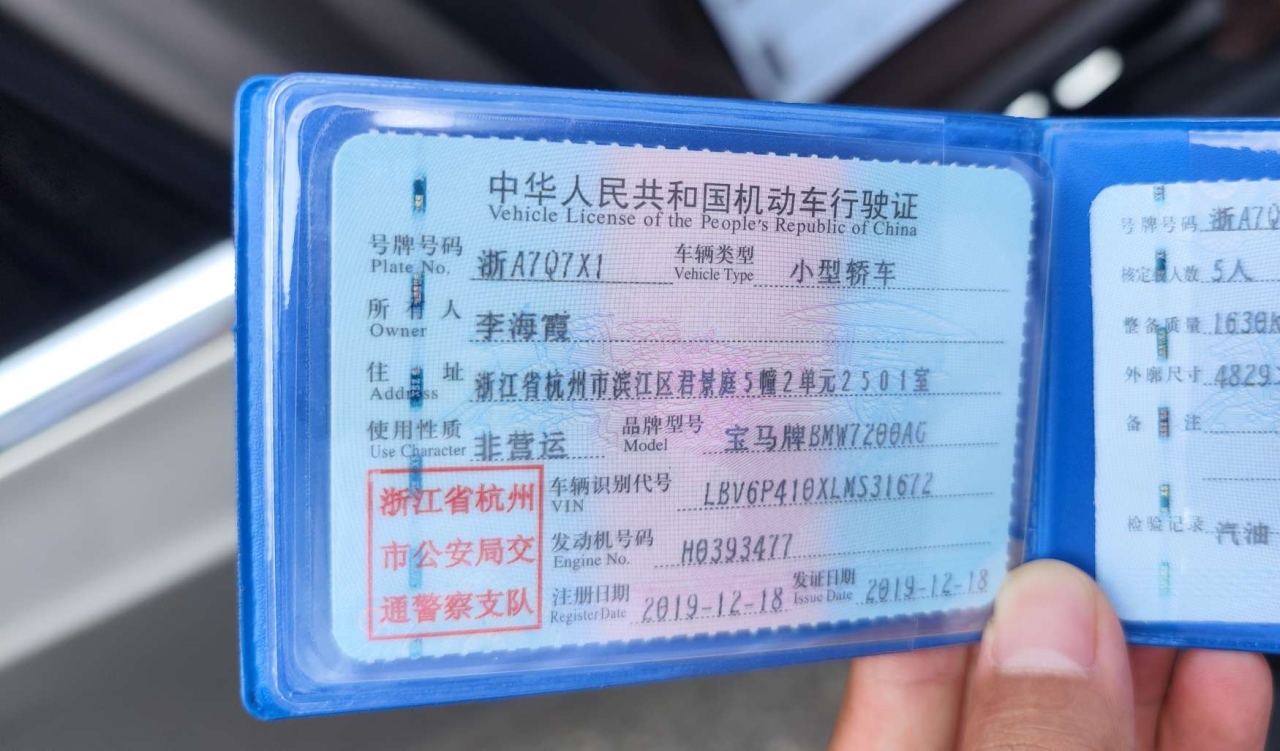 中华人民共和国机动车行驶证
Vehicle License of the People's Republic of China
号牌号码 浙A7Q7X1 车辆类型 小型轿车
Plate No. Vehicle Type
所有人 李海霞
Owner
住址 浙江省杭州市滨江区君景庭5幢2单元2501室
Address
使用性质 非营运 品牌型号 宝马牌BMW7200AG
Use Character Model
浙江省杭州
市公安局交
通警察支队
车辆识别代号 LBV6P410XLMS31672
VIN
发动机号码 H0393477
Engine No.
注册日期 2019-12-18 发证日期 2019-12-18
Register Date Issue Date
号牌号码 浙A7Q
核定载人数 5人
整备质量 1630
外廓尺寸 4829
备注
检验记录 汽油